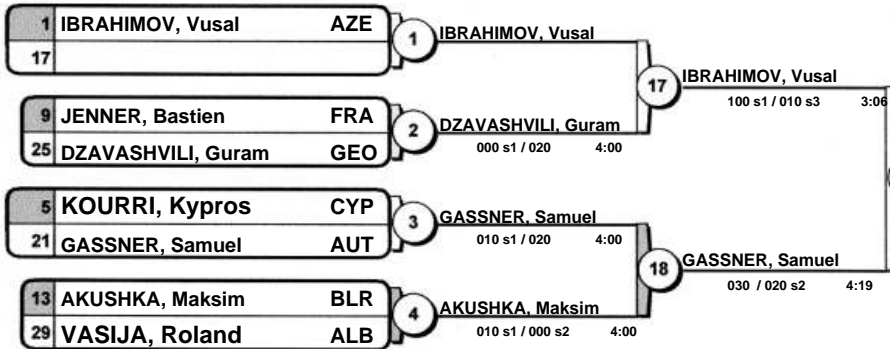 1 IBRAHIMOV, Vusal AZE
17
1
IBRAHIMOV, Vusal
9 JENNER, Bastien FRA
25 DZAVASHVILI, Guram GEO
2
DZAVASHVILI, Guram
000 s1 / 020 4:00
17
IBRAHIMOV, Vusal
100 s1 / 010 s3 3:06
5 KOURRI, Kypros CYP
21 GASSNER, Samuel AUT
3
GASSNER, Samuel
010 s1 / 020 4:00
13 AKUSHKA, Maksim BLR
29 VASIJA, Roland ALB
4
AKUSHKA, Maksim
010 s1 / 000 s2 4:00
18
GASSNER, Samuel
030 / 020 s2 4:19